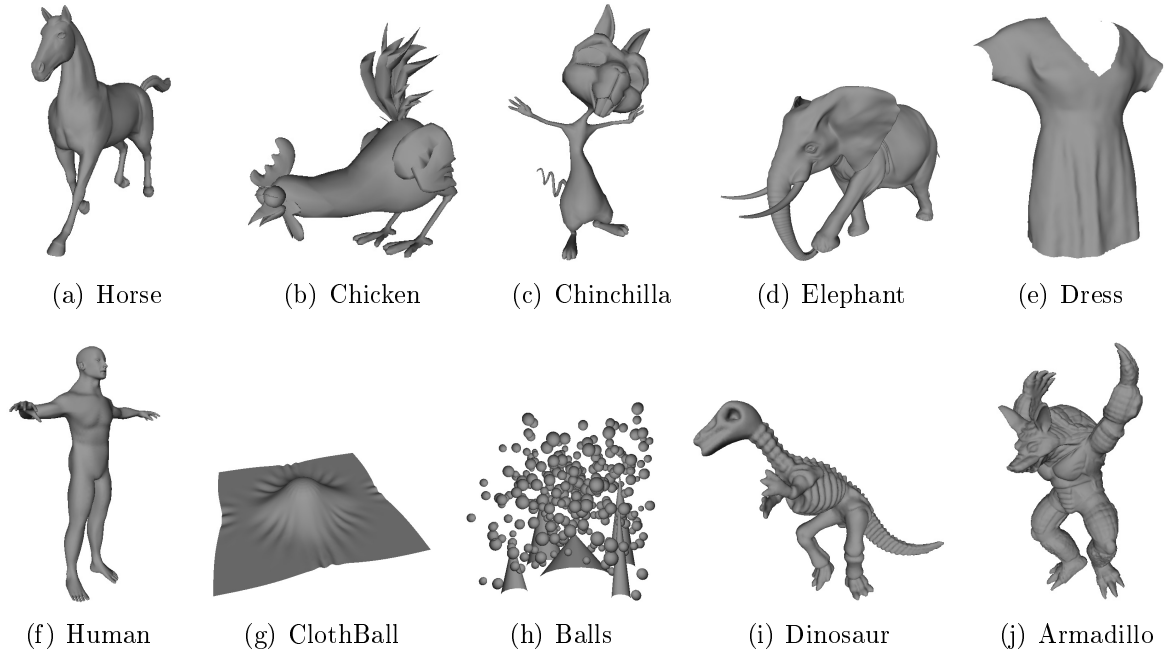 (a) Horse
(b) Chicken
(c) Chinchilla
(d) Elephant
(e) Dress
(f) Human
(g) ClothBall
(h) Balls
(i) Dinosaur
(j) Armadillo